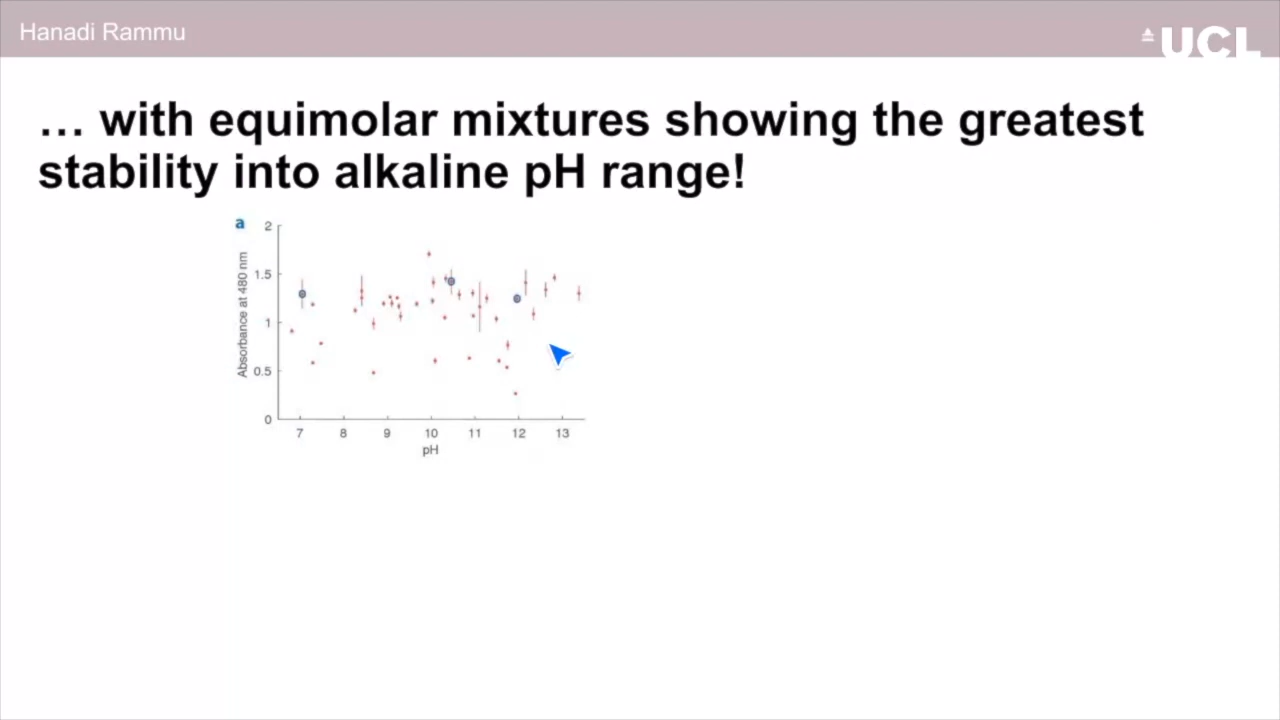 Hanadi Rammu
UCL
… with equimolar mixtures showing the greatest
stability into alkaline pH range!
a
2
1.5
1
0.5
0
Absorbance at 480 nm
7 8 9 10 11 12 13
pH